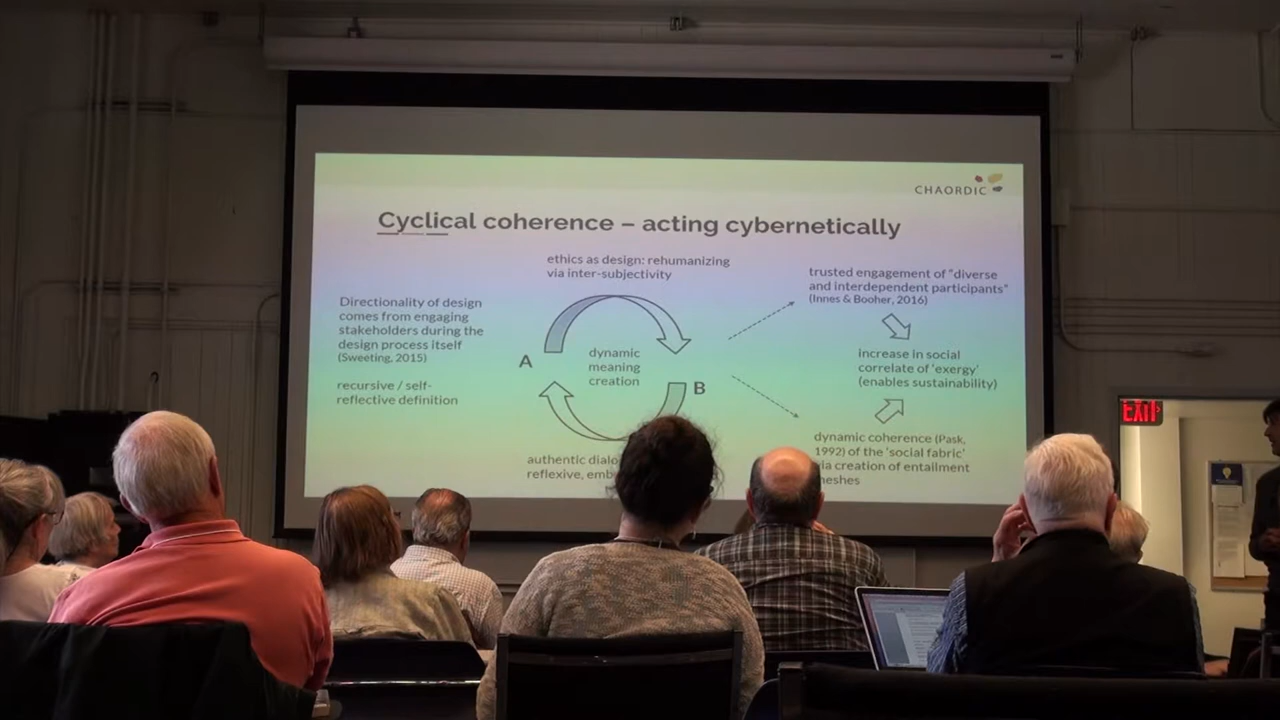 CHAORDIC
Cyclical coherence – acting cybernetically
ethics as design: rehumanizing
via inter-subjectivity
Directionality of design
comes from engaging
stakeholders during the
design process itself
(Sweeting, 2015)
recursive / self-
reflective definition
A
dynamic
meaning
creation
B
authentic
reflexive,
trusted engagement of "diverse
and interdependent participants"
(Innes & Booher, 2016)
increase in social
correlate of 'exergy'
(enables sustainability)
dynamic coherence (Pask,
1992) of the 'social fabric'
via creation of entailment
meshes
EXIT